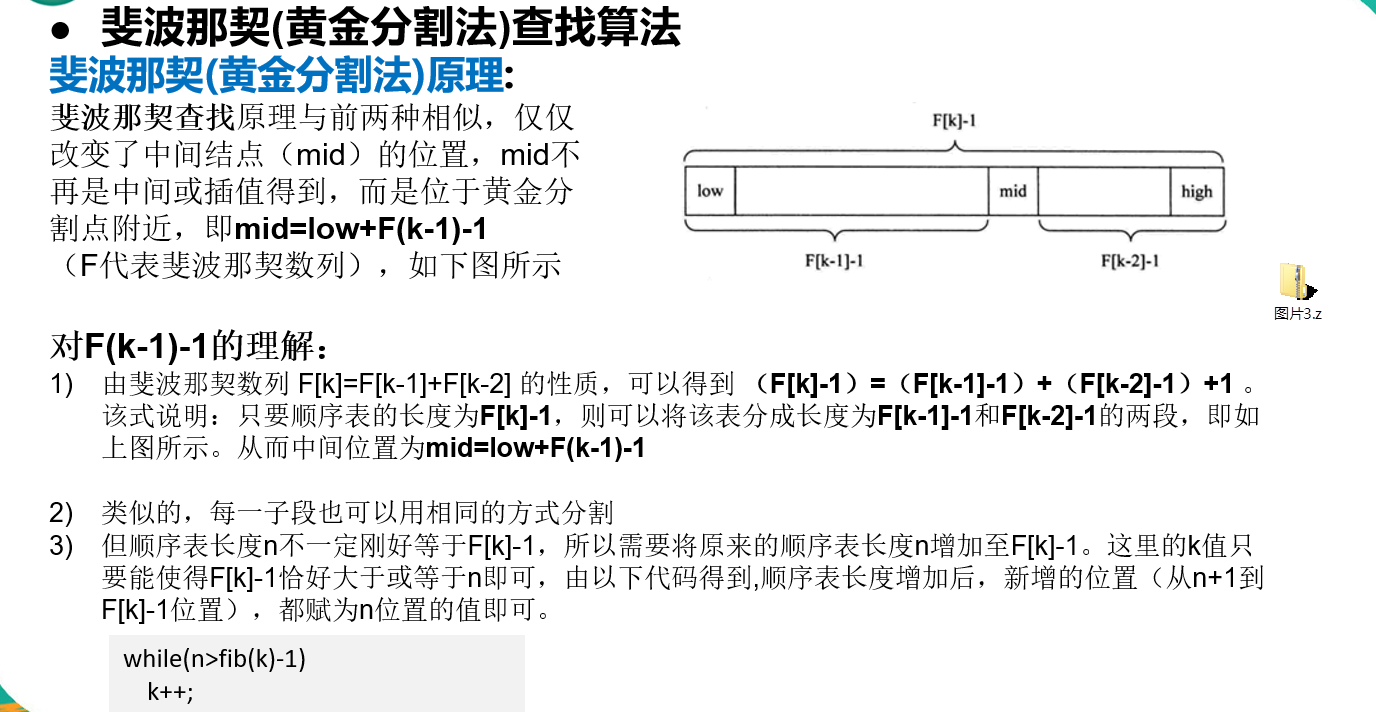 ● 斐波那契(黄金分割法)查找算法
斐波那契(黄金分割法)原理:
斐波那契查找原理与前两种相似，仅仅
改变了中间结点（mid）的位置，mid不
再是中间或插值得到，而是位于黄金分
割点附近，即mid=low+F(k-1)-1
（F代表斐波那契数列），如下图所示
F[k]-1
low mid high
F[k-1]-1 F[k-2]-1
图片3.z
对F(k-1)-1的理解：
1) 由斐波那契数列 F[k]=F[k-1]+F[k-2] 的性质，可以得到 （F[k]-1）=（F[k-1]-1）+（F[k-2]-1）+1 。
该式说明：只要顺序表的长度为F[k]-1，则可以将该表分成长度为F[k-1]-1和F[k-2]-1的两段，即如
上图所示。从而中间位置为mid=low+F(k-1)-1
2) 类似的，每一子段也可以用相同的方式分割
3) 但顺序表长度n不一定刚好等于F[k]-1，所以需要将原来的顺序表长度n增加至F[k]-1。这里的k值只
要能使得F[k]-1恰好大于或等于n即可，由以下代码得到,顺序表长度增加后，新增的位置（从n+1到
F[k]-1位置），都赋为n位置的值即可。
while(n>fib(k)-1)
k++;